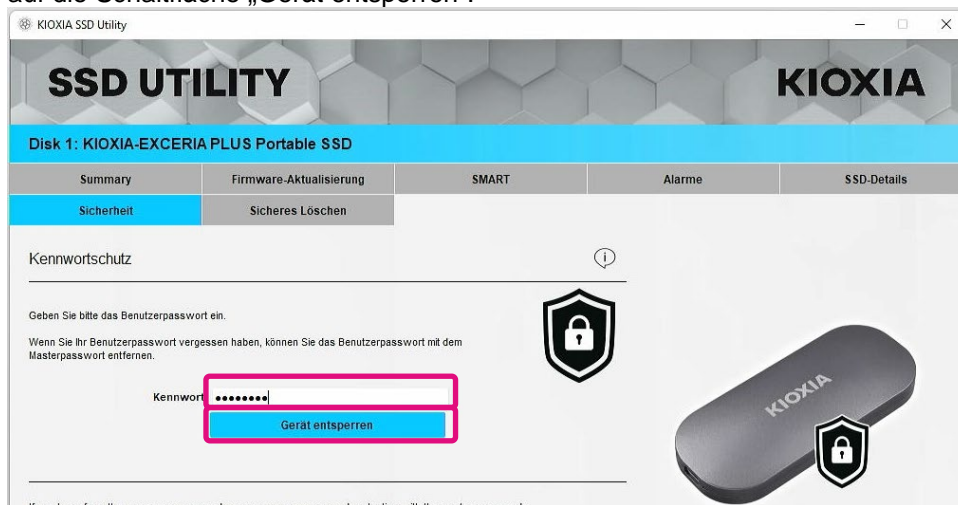 auf die Schaltfläche „Gerät entsperren“.
KIOXIA SSD Utility
SSD UTILITY
KIOXIA
Disk 1: KIOXIA-EXCERIA PLUS Portable SSD
Summary Firmware-Aktualisierung SMART Alarme SSD-Details
Sicherheit Sicheres Löschen
Kennwortschutz
Geben Sie bitte das Benutzerpasswort ein.
Wenn Sie Ihr Benutzerpasswort vergessen haben, können Sie das Benutzerpasswort mit dem
Masterpasswort entfernen.
Kennwort ••••••••
Gerät entsperren
KIOXIA